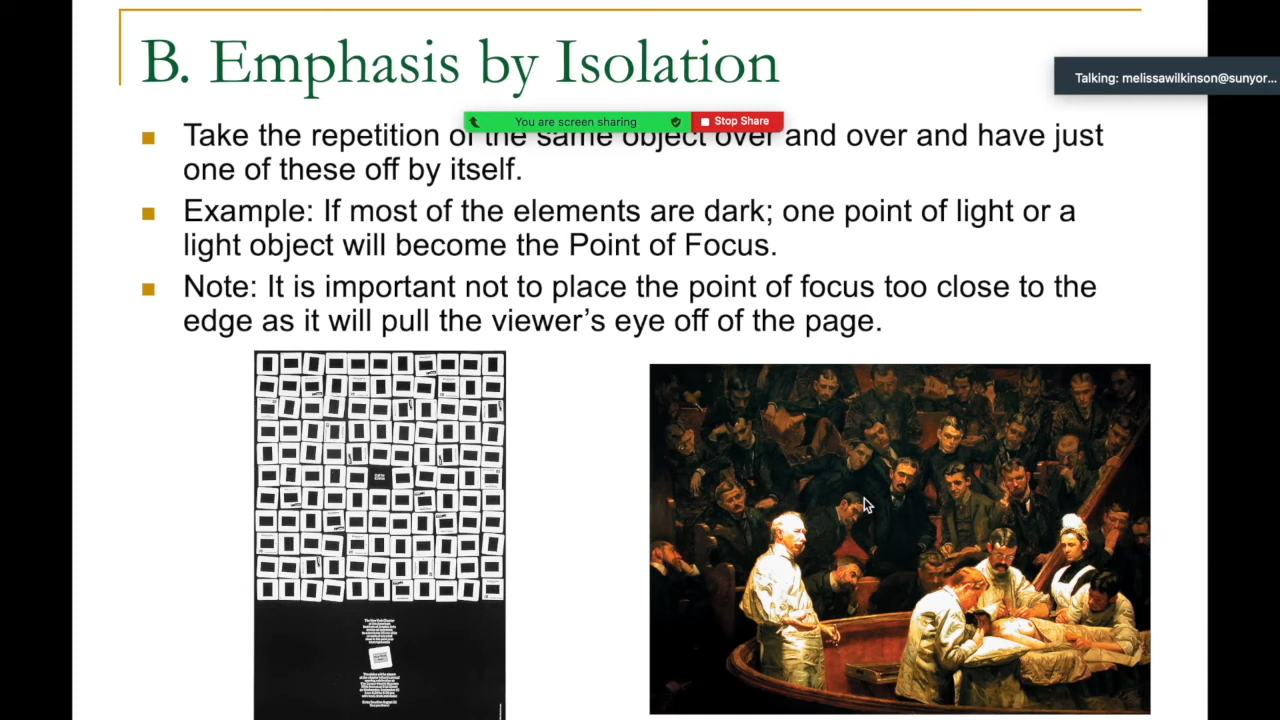 B. Emphasis by Isolation
Talking: melissawilkinson@sunyor...
You are screen sharing
Stop Share
Take the repetition of the same object over and over and have just
one of these off by itself.
Example: If most of the elements are dark; one point of light or a
light object will become the Point of Focus.
Note: It is important not to place the point of focus too close to the
edge as it will pull the viewer's eye off of the page.